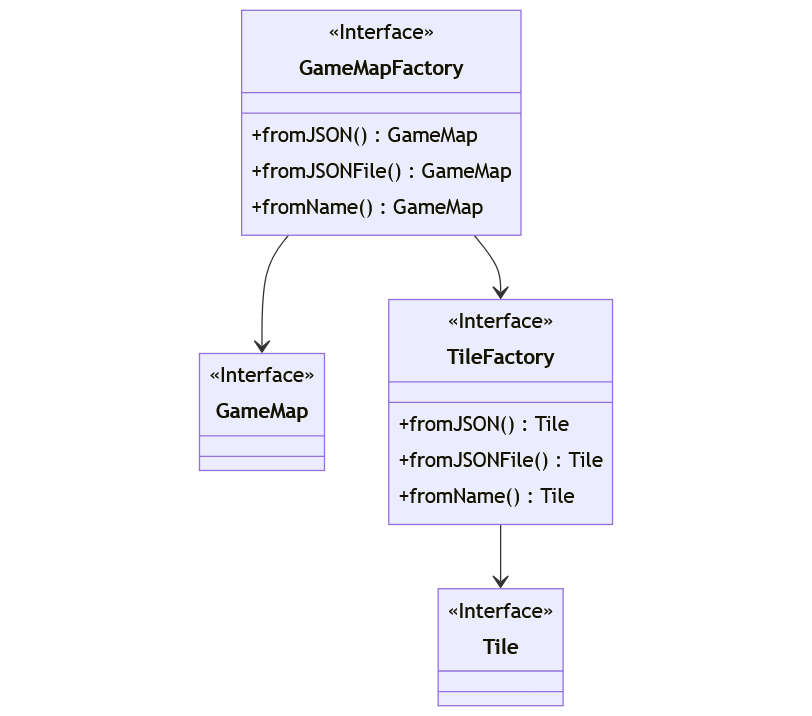 «Interface»
GameMapFactory
+fromJSON() : GameMap
+fromJSONFile() : GameMap
+fromName() : GameMap
«Interface»
GameMap
«Interface»
TileFactory
+fromJSON() : Tile
+fromJSONFile() : Tile
+fromName() : Tile
«Interface»
Tile